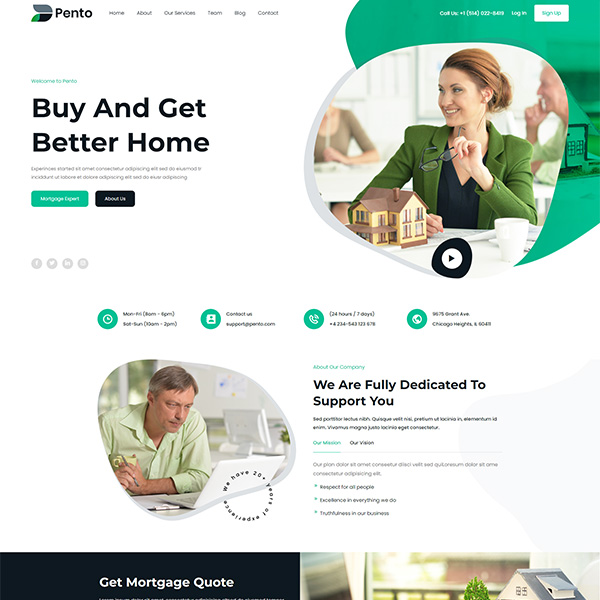 Pento
Home About Our Services Team Blog Contact
Call Us: +1 (614) 022-8419 Log In Sign Up
Welcome to Pento
Buy And Get
Better Home
Experinces started sit amet consectetur adipiscing elit sed do eiusmod ir
incididunt ut labore et dolore adipiscing elit sed do eiusr adipiscing
Mortgage Expert About Us
Mon-Fri (8am - 6pm)
Sat-Sun (10am - 2pm)
Contact us
support@pento.com
(24 hours / 7 days)
+4 234-543 123 678
9675 Grant Ave.
Chicago Heights, IL 60411
We have 20+ years of experience
About Our Company
We Are Fully Dedicated To
Support You
Sed porttitor lectus nibh. Quisque velit nisi, pretium ut lacinia in, elementum id
enim. Vivamus magna justo lacinia eget consectetur.
Our Mission Our Vision
Our plan dolor sit amet conseetur disci velit sed quiconsum dolor sit ame
consectetur adipiscing elit.
Respect for all people
Excellence in everything we do
Truthfulness in our business
Get Mortgage Quote